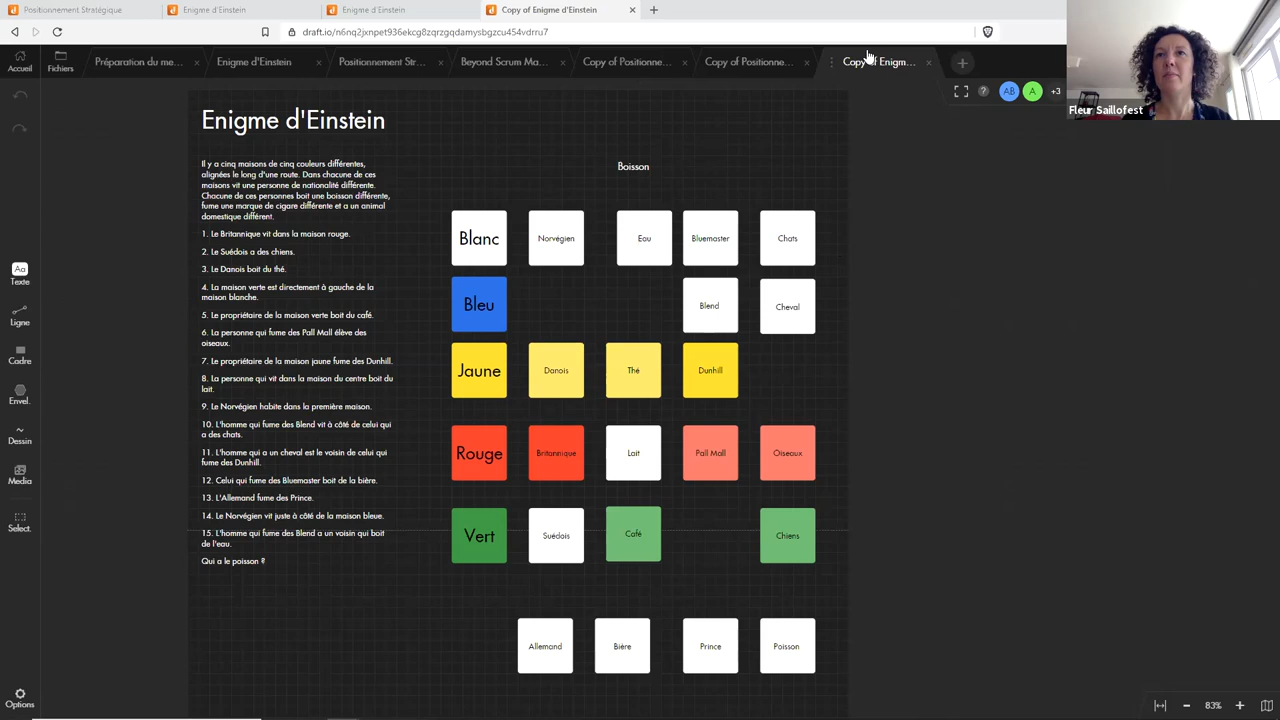 Positionnement Stratégique
Enigme d'Einstein
Enigme d'Einstein
Copy of Enigme d'Einstein
draft.io/n6nq2jxnpet936ekcg8zqrzgqdamysbgzcu454vdrru7
Accueil
Fichiers
Préparation du me...
Enigme d'Einstein
Positionnement Str...
Beyond Scrum Ma...
Copy of Positionne...
Copy of Positionne...
Copy of Enigm...
AB
A
+3
Fleur Saillofest
Enigme d'Einstein
Il y a cinq maisons de cinq couleurs différentes,
alignées le long d'une route. Dans chacune de ces
maisons vit une personne de nationalité différente.
Chacune de ces personnes boit une boisson différente,
fume une marque de cigare différente et a un animal
domestique différent.
1. Le Britannique vit dans la maison rouge.
2. Le Suédois a des chiens.
3. Le Danois boit du thé.
4. La maison verte est directement à gauche de la
maison blanche.
5. Le propriétaire de la maison verte boit du café.
6. La personne qui fume des Pall Mall élève des
oiseaux.
7. Le propriétaire de la maison jaune fume des Dunhill.
8. La personne qui vit dans la maison du centre boit du
lait.
9. Le Norvégien habite dans la première maison.
10. L'homme qui fume des Blend vit à côté de celui qui
a des chats.
11. L'homme qui a un cheval est le voisin de celui qui
fume des Dunhill.
12. Celui qui fume des Bluemaster boit de la bière.
13. L'Allemand fume des Prince.
14. Le Norvégien vit juste à côté de la maison bleue.
15. L'homme qui fume des Blend a un voisin qui boit
de l'eau.
Qui a le poisson ?
Boisson
Blanc
Norvégien
Eau
Bluemaster
Chats
Bleu
Blend
Cheval
Jaune
Danois
Thé
Dunhill
Rouge
Britannique
Lait
Pall Mall
Oiseaux
Vert
Suédois
Café
Chiens
Allemand
Bière
Prince
Poisson
Aa
Texte
Ligne
Cadre
Envel.
Dessin
Media
Select.
Options
83%